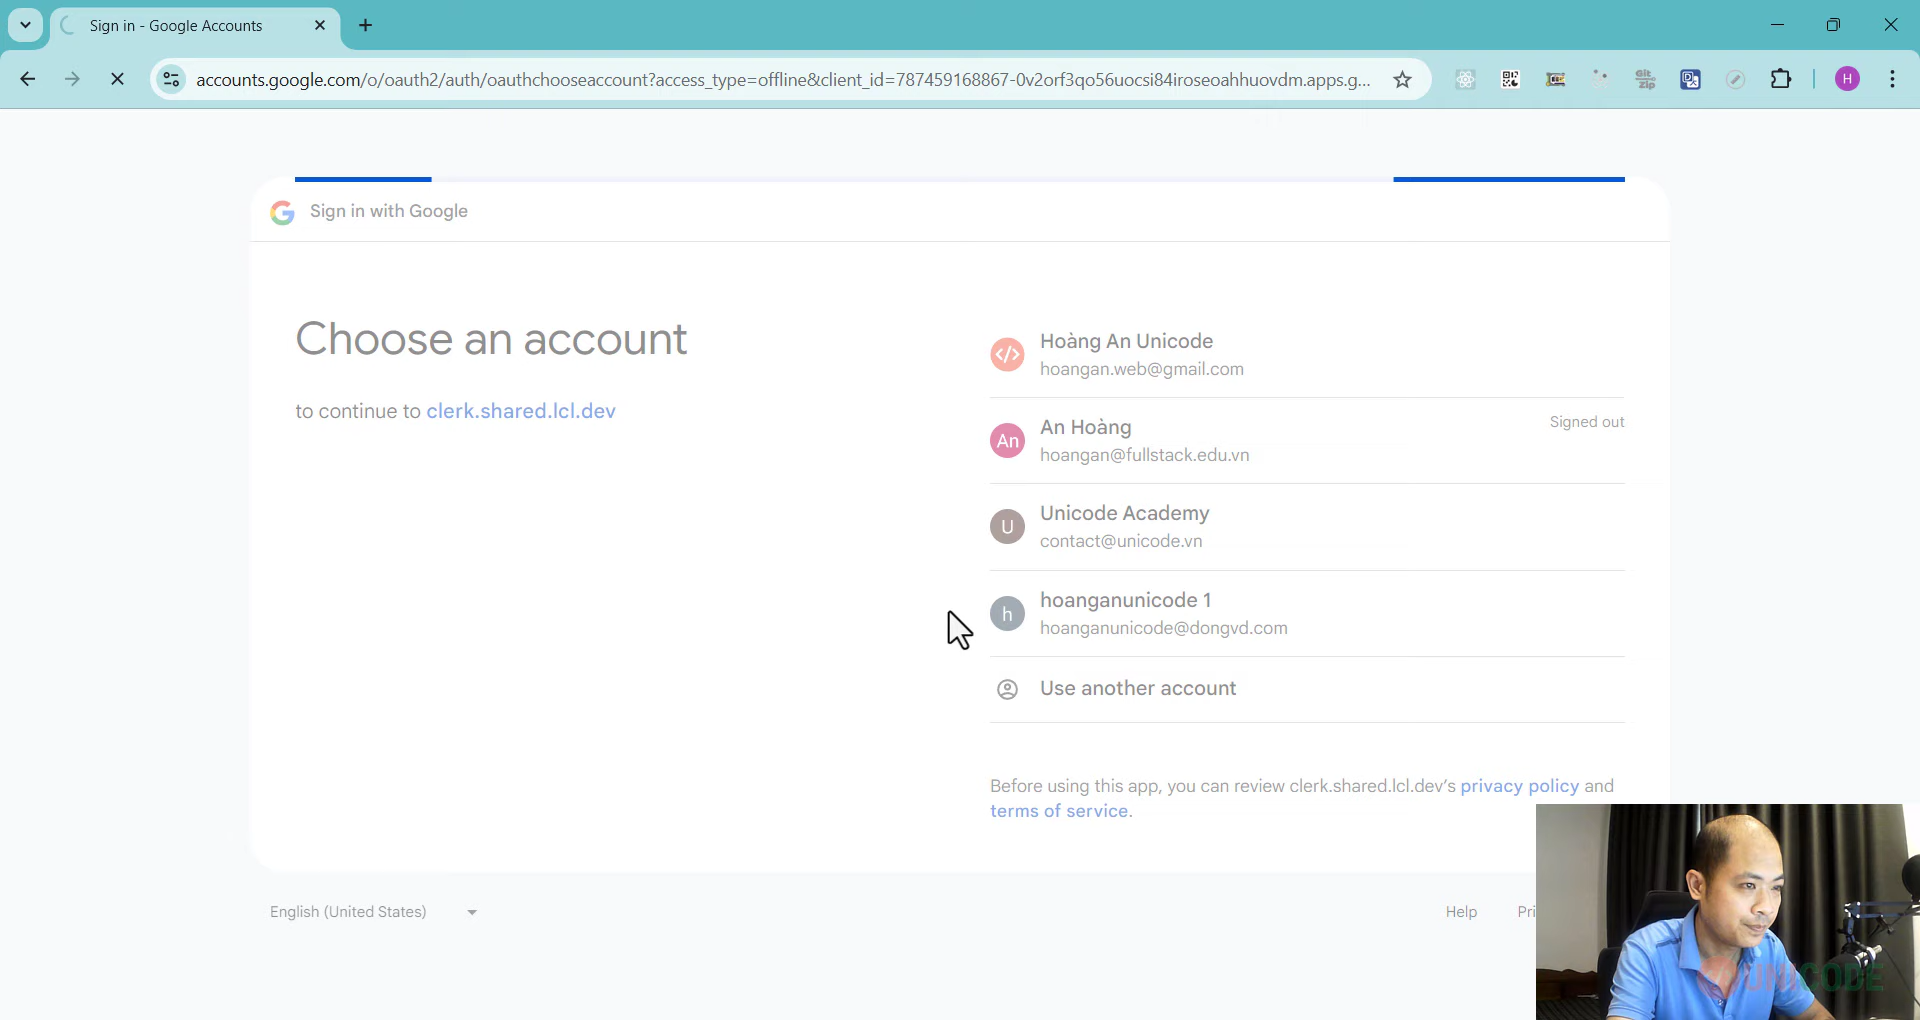 Sign in - Google Accounts
accounts.google.com/o/oauth2/auth/oauthchooseaccount?access_type=offline&client_id=787459168867-0v2orf3qo56uocsi84iroseoahhuovdm.apps.g...
Git
Zip
H
Sign in with Google
Choose an account
to continue to clerk.shared.lcl.dev
Hoàng An Unicode
hoangan.web@gmail.com
An
An Hoàng
Signed out
hoangan@fullstack.edu.vn
U
Unicode Academy
contact@unicode.vn
h
hoanganunicode 1
hoanganunicode@dongvd.com
Use another account
Before using this app, you can review clerk.shared.lcl.dev's privacy policy and
terms of service.
English (United States)
Help
Pri
UNICODE